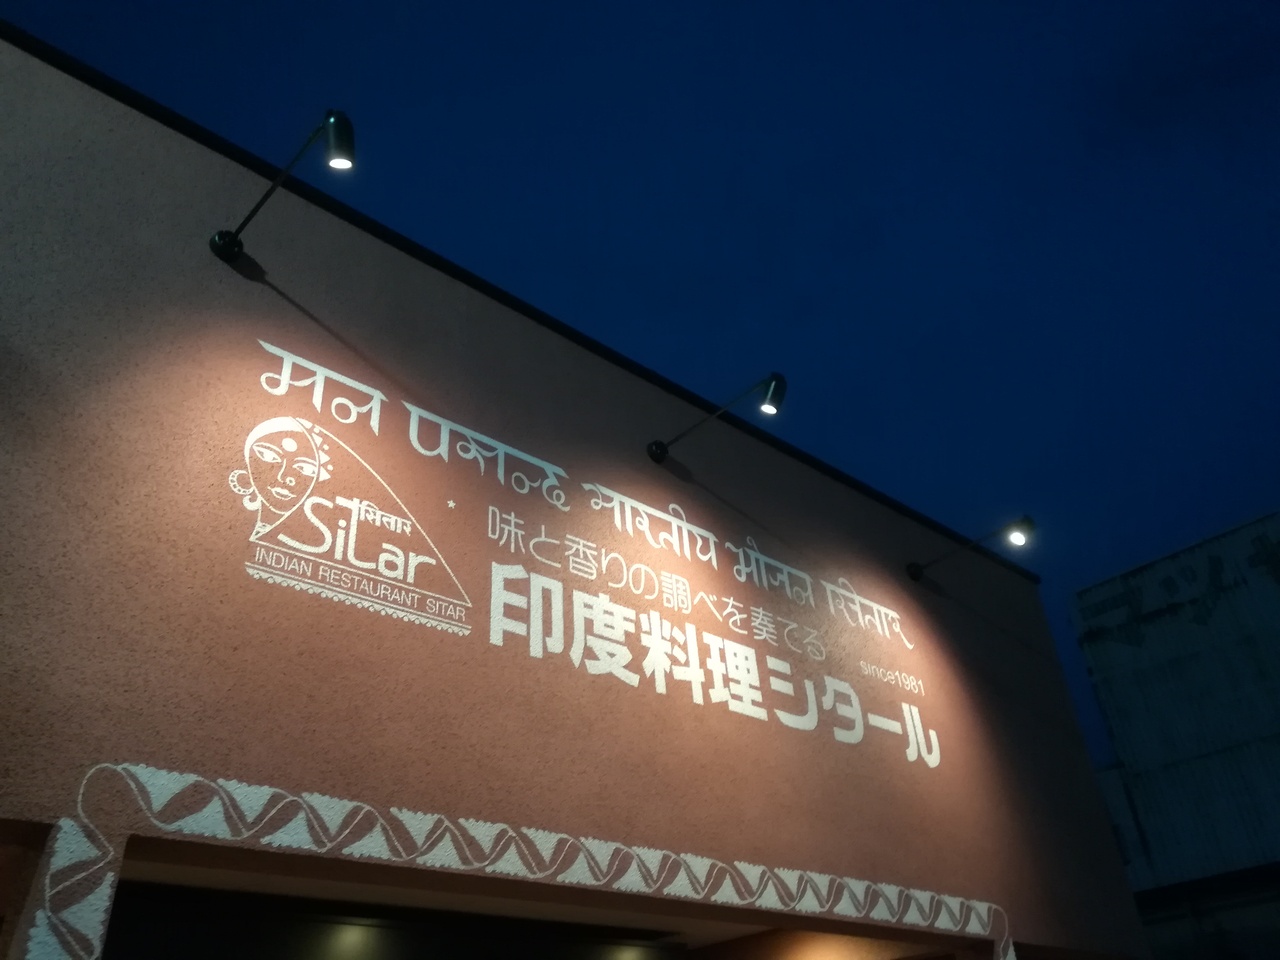 मन पसन्द भारतीय भोजन सितार
सितार
Sitar
INDIAN RESTAURANT SITAR
味と香りの調べを奏てる
since1981
印度料理シタール